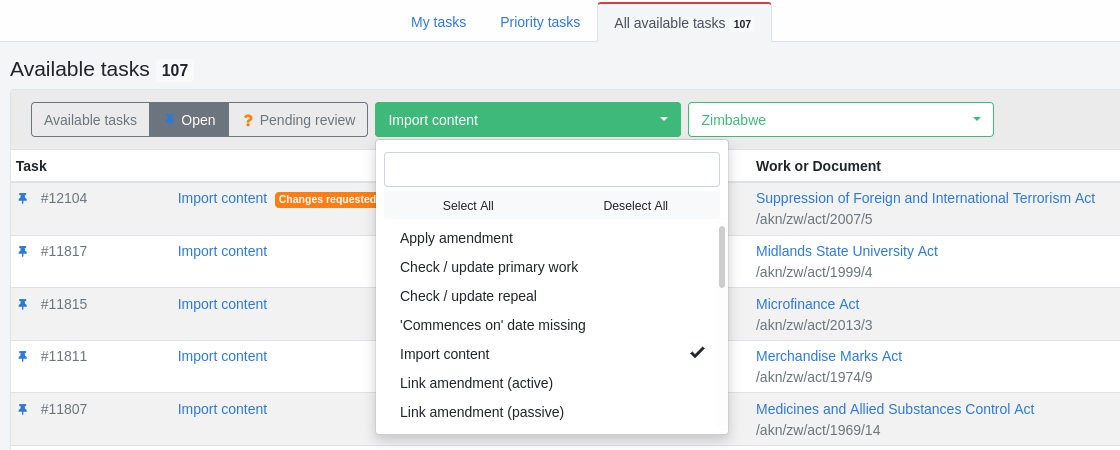 My tasks Priority tasks All available tasks 107
Available tasks 107
Available tasks Open ? Pending review Import content Zimbabwe
Task Work or Document
#12104 Import content Changes requested Suppression of Foreign and International Terrorism Act
/akn/zw/act/2007/5
#11817 Import content Midlands State University Act
/akn/zw/act/1999/4
#11815 Import content Microfinance Act
/akn/zw/act/2013/3
#11811 Import content Merchandise Marks Act
/akn/zw/act/1974/9
#11807 Import content Medicines and Allied Substances Control Act
/akn/zw/act/1969/14
Select All Deselect All
Apply amendment
Check / update primary work
Check / update repeal
'Commences on' date missing
Import content
Link amendment (active)
Link amendment (passive)